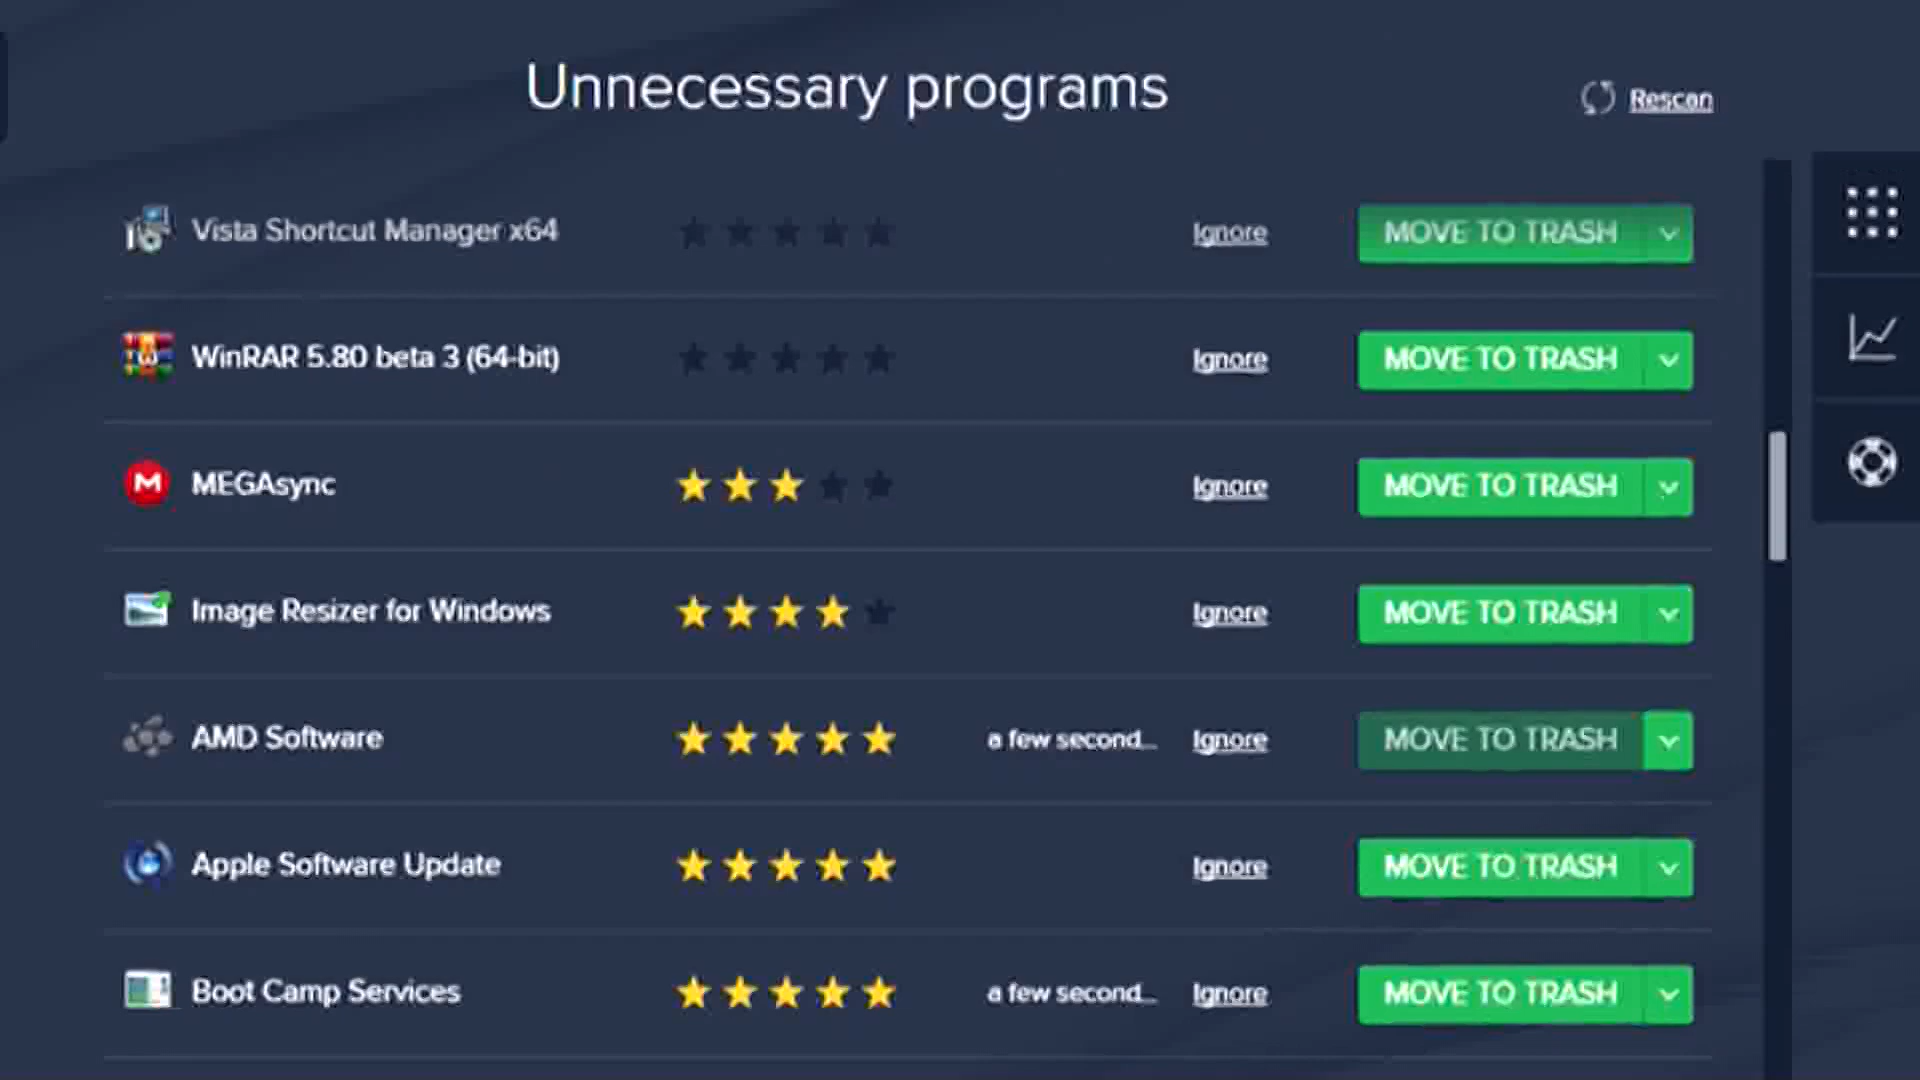 Unnecessary programs
Rescan
Vista Shortcut Manager x64 Ignore MOVE TO TRASH
WinRAR 5.80 beta 3 (64-bit) Ignore MOVE TO TRASH
MEGAsync Ignore MOVE TO TRASH
Image Resizer for Windows Ignore MOVE TO TRASH
AMD Software a few second... Ignore MOVE TO TRASH
Apple Software Update Ignore MOVE TO TRASH
Boot Camp Services a few second... Ignore MOVE TO TRASH